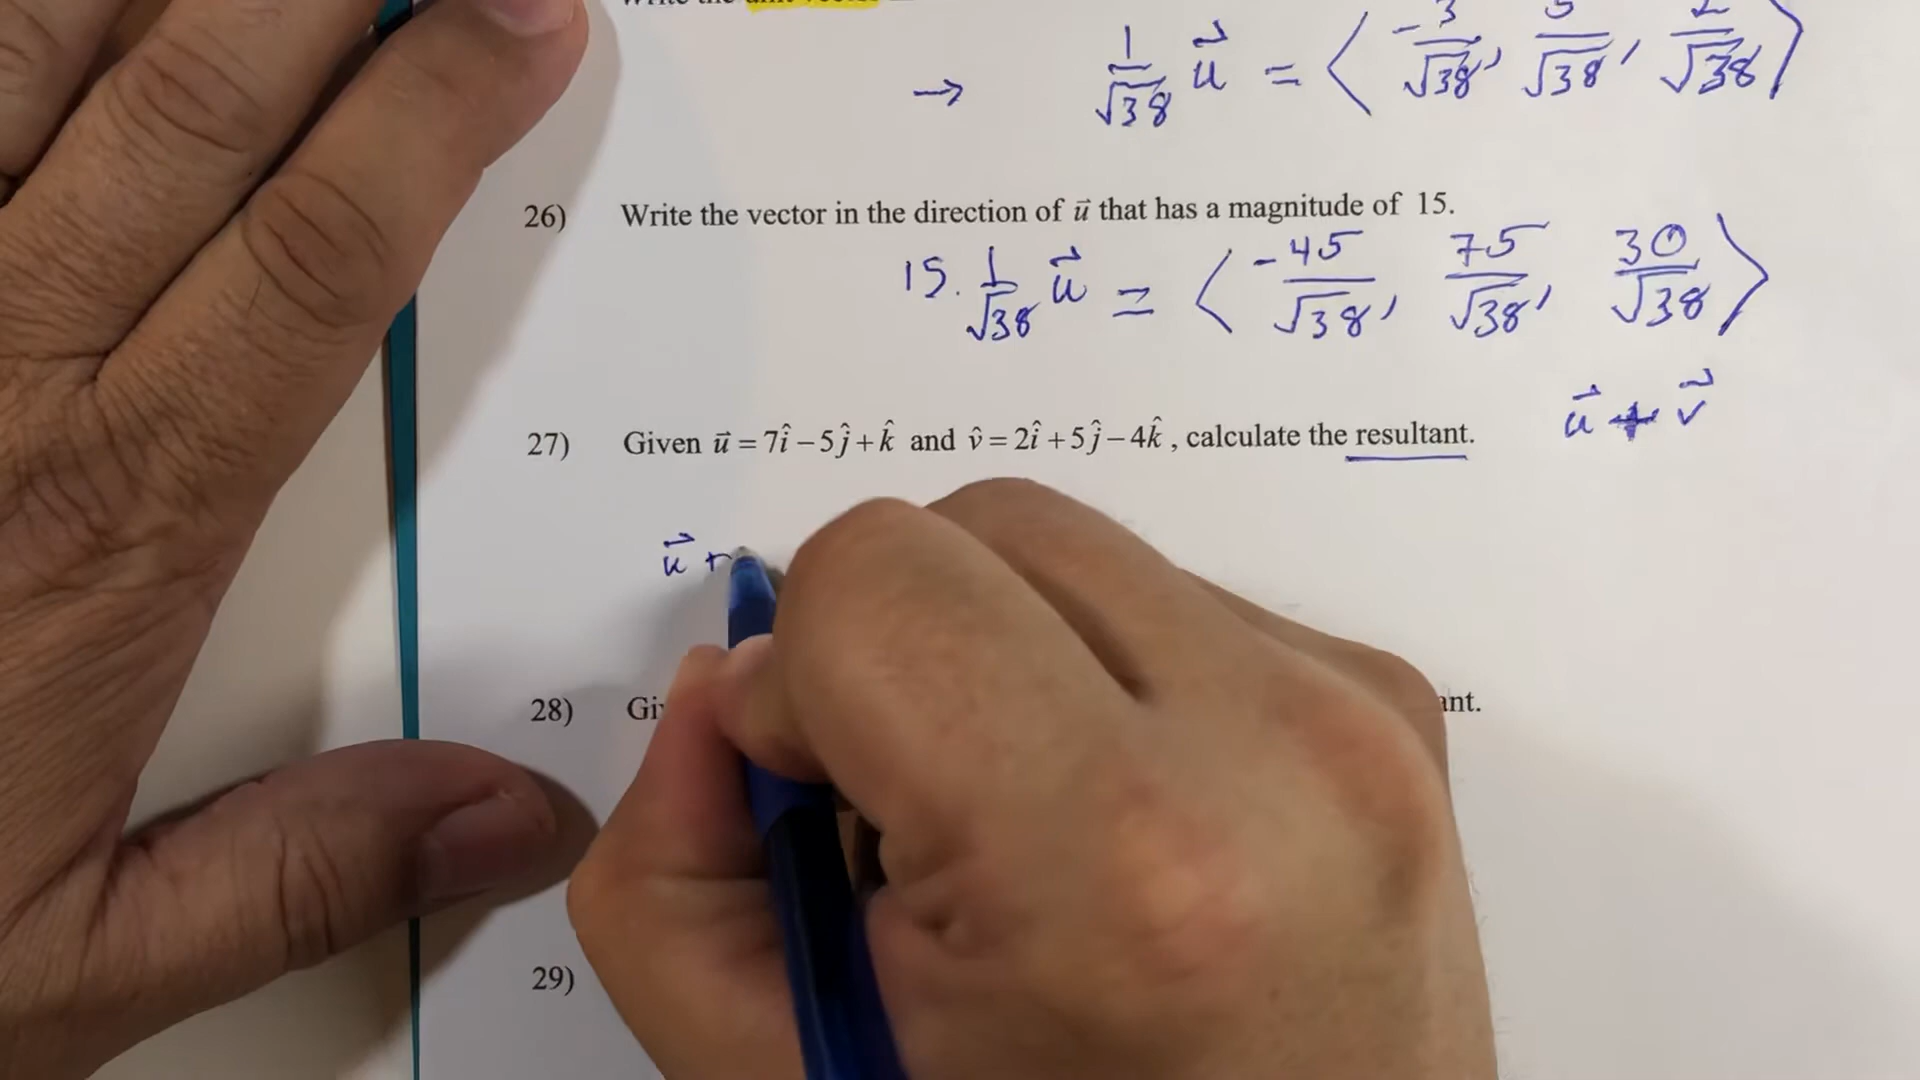 → 1/√38 u⃗ = ⟨ -3/√38, 5/√38, 2/√38 ⟩
26) Write the vector in the direction of u⃗ that has a magnitude of 15.
15 · 1/√38 u⃗ = ⟨ -45/√38, 75/√38, 30/√38 ⟩
u⃗ + v⃗
27) Given u⃗ = 7î − 5ĵ + k̂ and v̂ = 2î + 5ĵ − 4k̂ , calculate the resultant.
u⃗ +
28)
29)